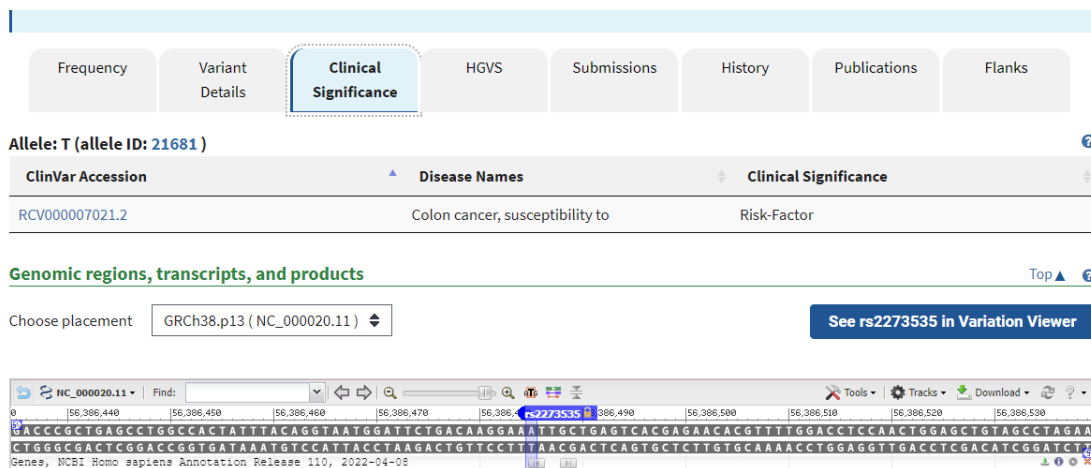 Frequency
Variant Details
Clinical Significance
HGVS
Submissions
History
Publications
Flanks
Allele: T (allele ID: 21681 )
ClinVar Accession Disease Names Clinical Significance
RCV000007021.2 Colon cancer, susceptibility to Risk-Factor
Genomic regions, transcripts, and products Top
Choose placement GRCh38.p13 ( NC_000020.11 ) See rs2273535 in Variation Viewer
NC_000020.11 Find: Tools Tracks Download ?
56,386,440 56,386,450 56,386,460 56,386,470 rs2273535 56,386,500 56,386,510 56,386,520 56,386,530
Genes, NCBI Homo sapiens Annotation Release 110, 2022-04-08